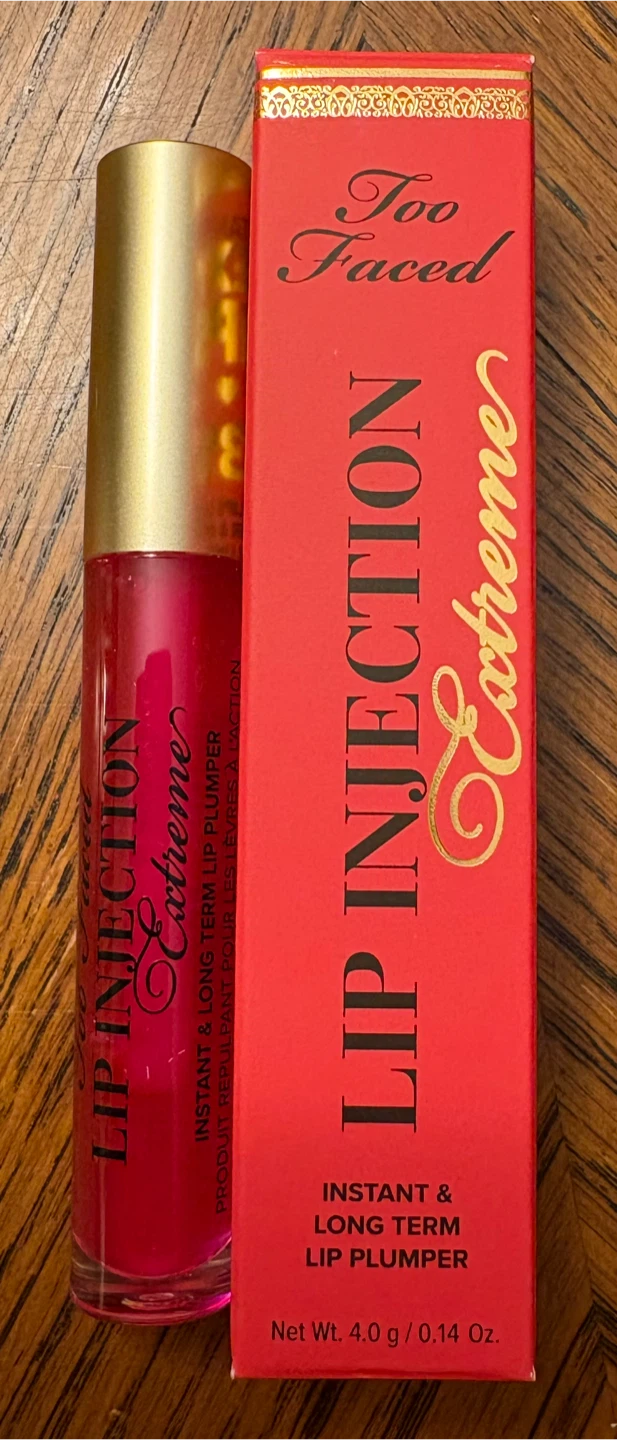 Too
Faced
LIP INJECTION
Extreme
INSTANT &
LONG TERM
LIP PLUMPER
Net Wt. 4.0 g / 0.14 Oz.
Too Faced
LIP INJECTION
Extreme
INSTANT & LONG TERM LIP PLUMPER
PRODUIT REPULPANT POUR LES LÈVRES À L'ACTION